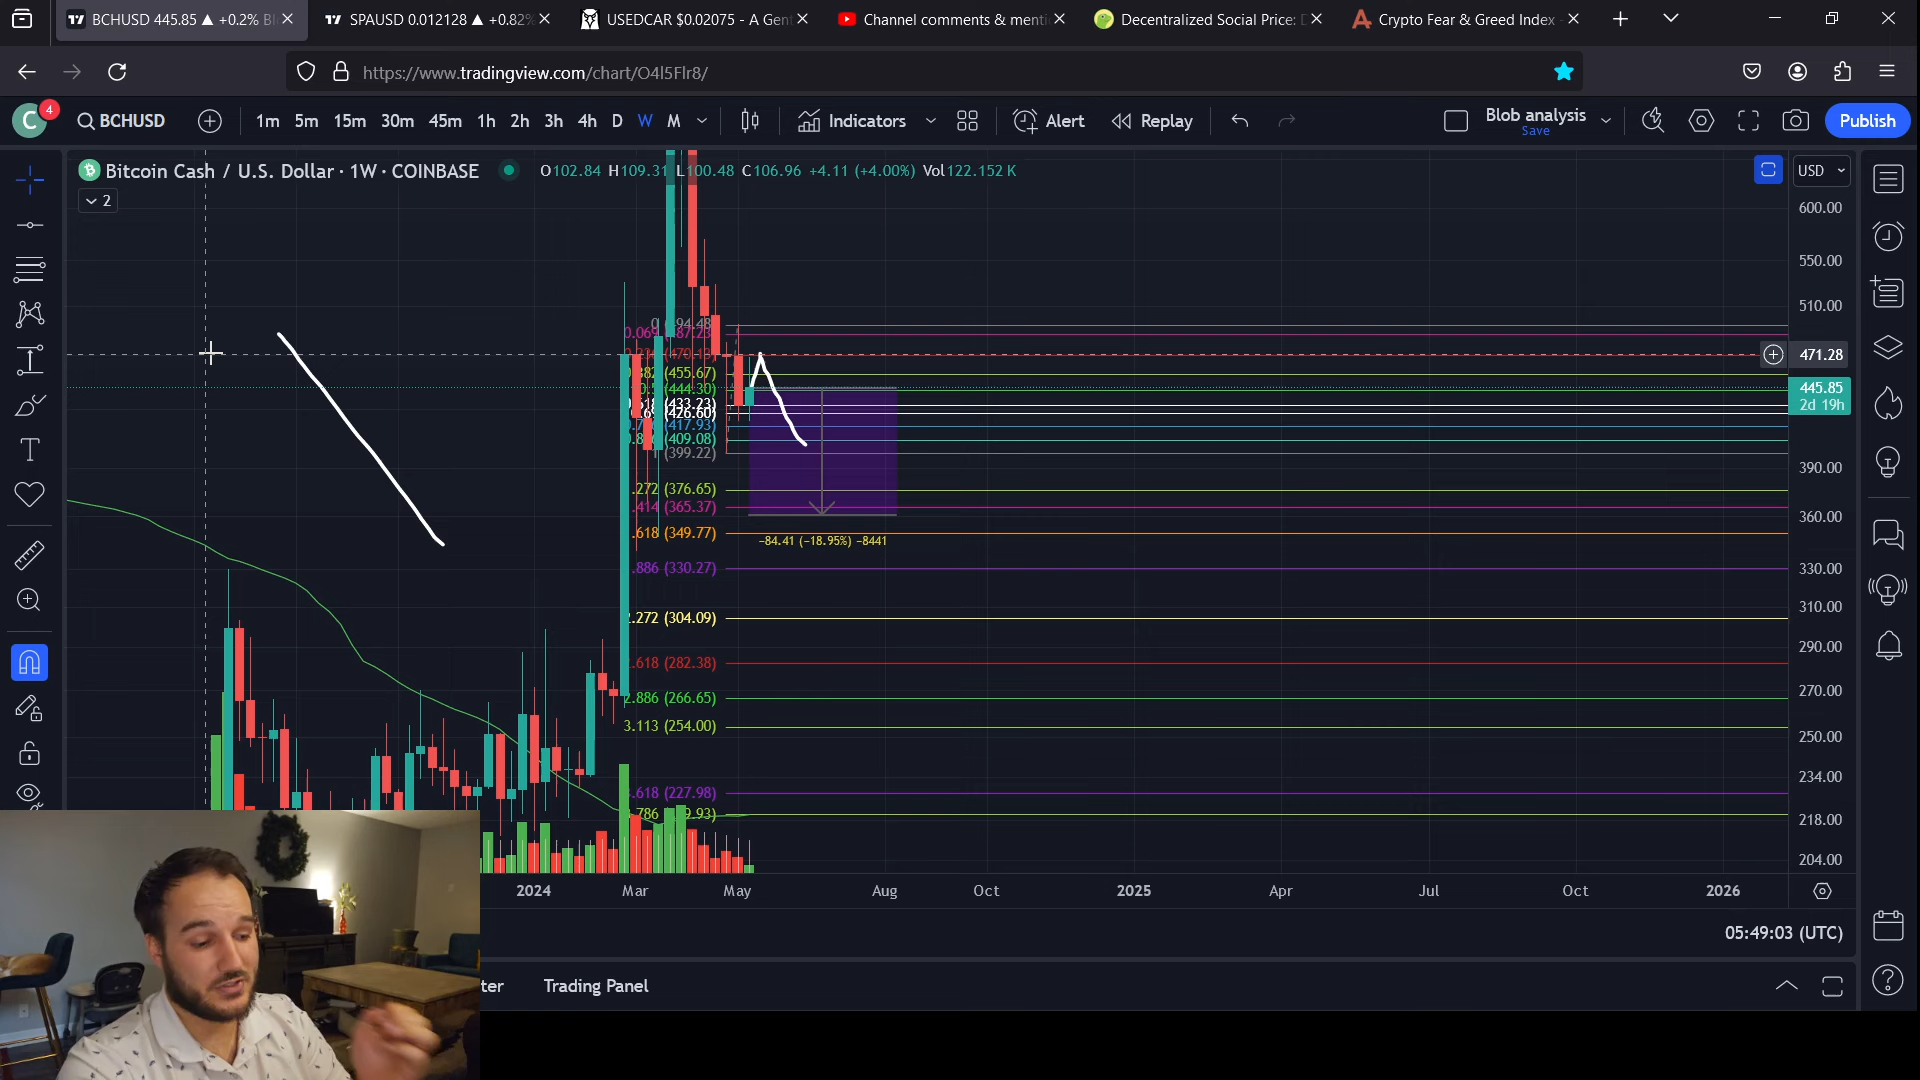 BCHUSD 445.85 ▲ +0.2% Bl
SPAUSD 0.012128 ▲ +0.82%
USEDCAR $0.02075 - A Gent
Channel comments & menti
Decentralized Social Price: D
Crypto Fear & Greed Index -
https://www.tradingview.com/chart/O4l5Flr8/
C 4 BCHUSD 1m 5m 15m 30m 45m 1h 2h 3h 4h D W M Indicators Alert Replay Blob analysis Save Publish
Bitcoin Cash / U.S. Dollar · 1W · COINBASE O102.84 H109.31 L100.48 C106.96 +4.11 (+4.00%) Vol122.152 K USD
2
600.00
550.00
510.00
471.28
445.85
2d 19h
390.00
360.00
330.00
310.00
290.00
270.00
250.00
234.00
218.00
204.00
(455.67)
(444.30)
(433.23)
(426.60)
(417.93)
(409.08)
1 (399.22)
.272 (376.65)
.414 (365.37)
.618 (349.77)
−84.41 (−18.95%) −8441
.886 (330.27)
2.272 (304.09)
.618 (282.38)
2.886 (266.65)
3.113 (254.00)
.618 (227.98)
.786
2024 Mar May Aug Oct 2025 Apr Jul Oct 2026
05:49:03 (UTC)
ter Trading Panel